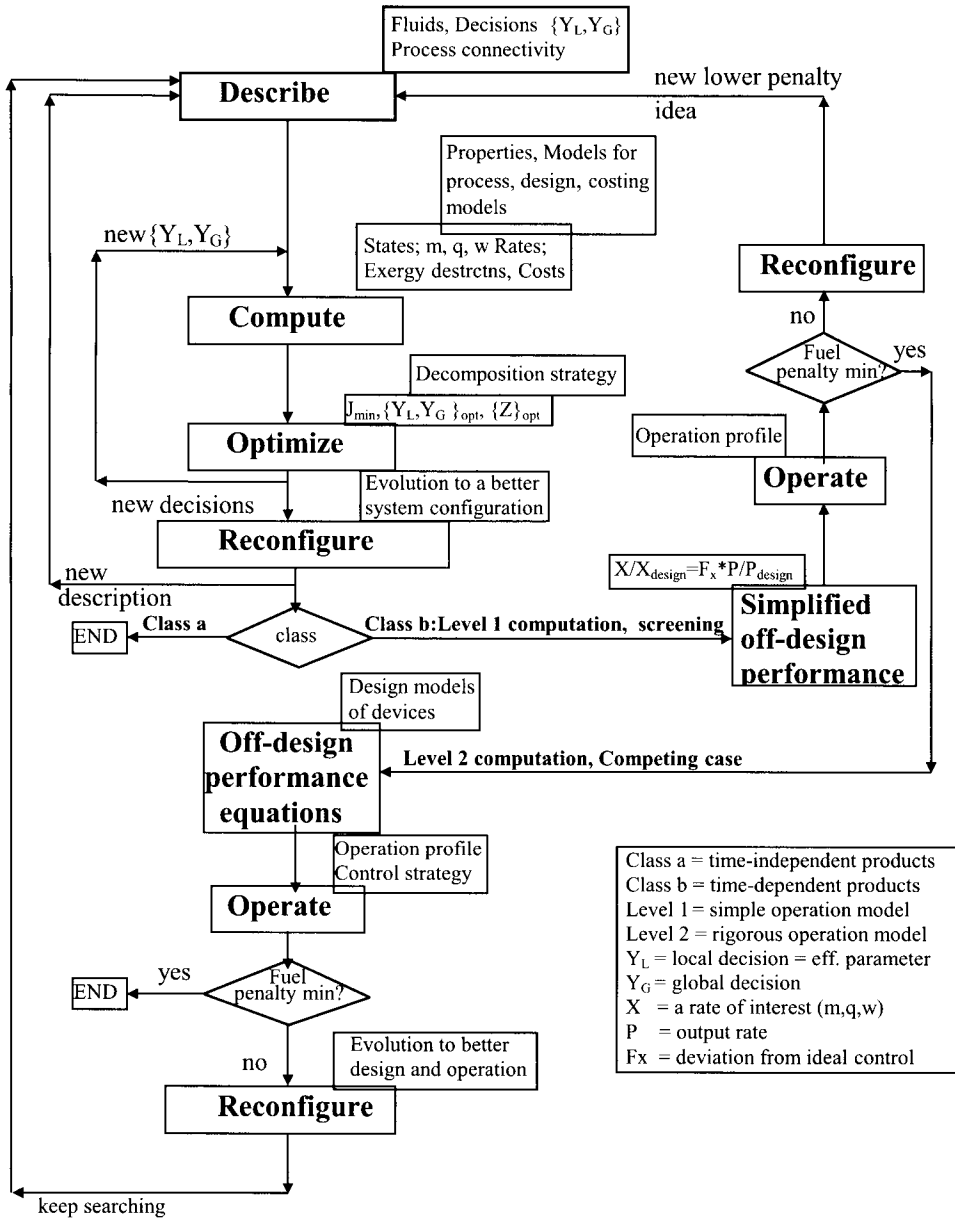 Fluids, Decisions {Y_L,Y_G}
Process connectivity
Describe
new lower penalty
idea
Properties, Models for
process, design, costing
models
new{Y_L,Y_G}
States; m, q, w Rates;
Exergy destrctns, Costs
Reconfigure
Compute
no
Fuel
penalty min?
yes
Decomposition strategy
J_min,{Y_L,Y_G }_opt, {Z}_opt
Optimize
Operation profile
Operate
new decisions
Evolution to a better
system configuration
Reconfigure
new
description
X/X_design=F_x*P/P_design
END
Class a
class
Class b:Level 1 computation, screening
Simplified
off-design
performance
Design models
of devices
Off-design
performance
equations
Level 2 computation, Competing case
Operation profile
Control strategy
Operate
yes
END
Fuel
penalty min?
no
Evolution to better
design and operation
Reconfigure
keep searching
Class a = time-independent products
Class b = time-dependent products
Level 1 = simple operation model
Level 2 = rigorous operation model
Y_L = local decision = eff. parameter
Y_G = global decision
X = a rate of interest (m,q,w)
P = output rate
Fx = deviation from ideal control